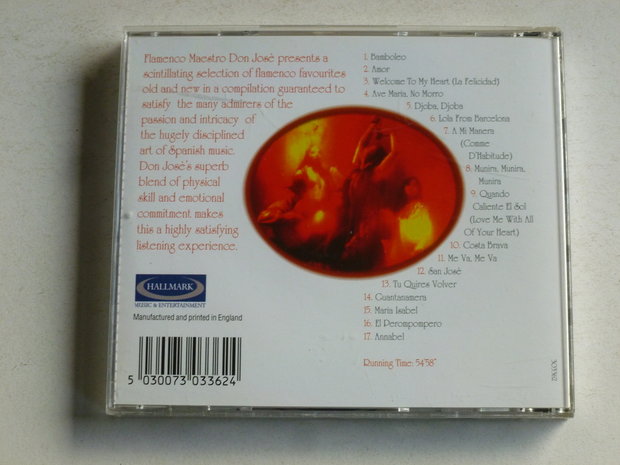 Flamenco Maestro Don José presents a
scintillating selection of flamenco favourites
old and new in a compilation guaranteed to
satisfy the many admirers of the
passion and intricacy of
the hugely disciplined
art of Spanish music.
Don José's superb
blend of physical
skill and emotional
commitment makes
this a highly satisfying
listening experience.
HALLMARK
MUSIC & ENTERTAINMENT
Manufactured and printed in England
5 030073 033624
1. Bamboleo
2. Amor
3. Welcome To My Heart (La Felicidad)
4. Ave Maria, No Morro
5. Djoba, Djoba
6. Lola From Barcelona
7. A Mi Manera
(Comme
D'Habitude)
8. Munira, Munira,
Munira
9. Quando
Caliente El Sol
(Love Me With All
Of Your Heart)
10. Costa Brava
11. Me Va, Me Va
12. San José
13. Tu Quires Volver
14. Guantanamera
15. Maria Isabel
16. El Perompompero
17. Annabel
Running Time: 54'58"